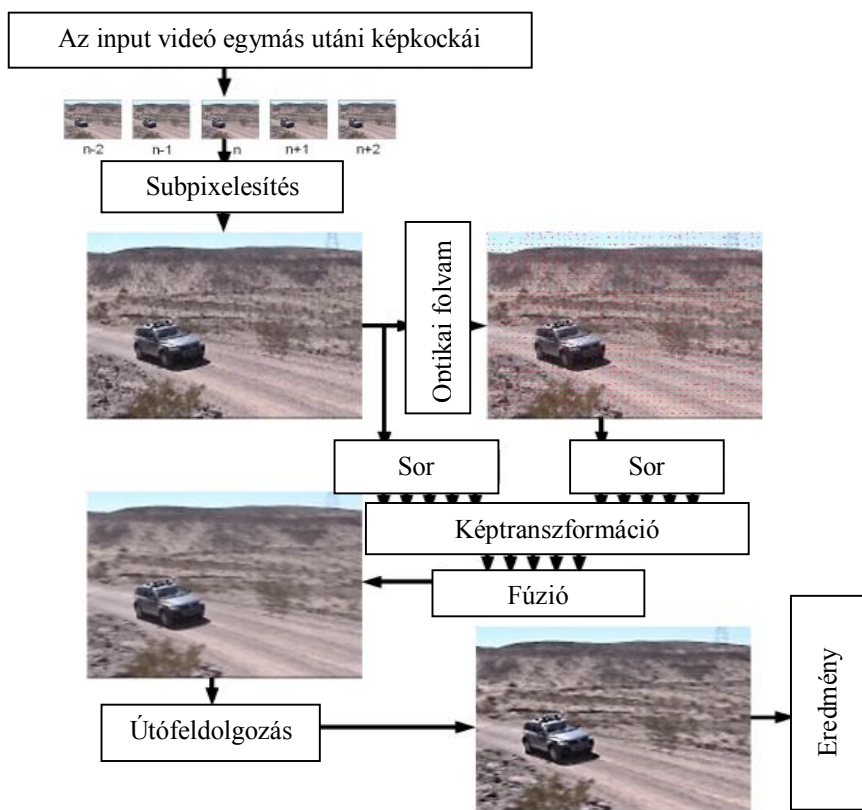 Az input videó egymás utáni képkockái
n-2 n-1 n n+1 n+2
Subpixelesítés
Optikai folyam
Sor Sor
Képtranszformáció
Fúzió
Útófeldolgozás
Eredmény